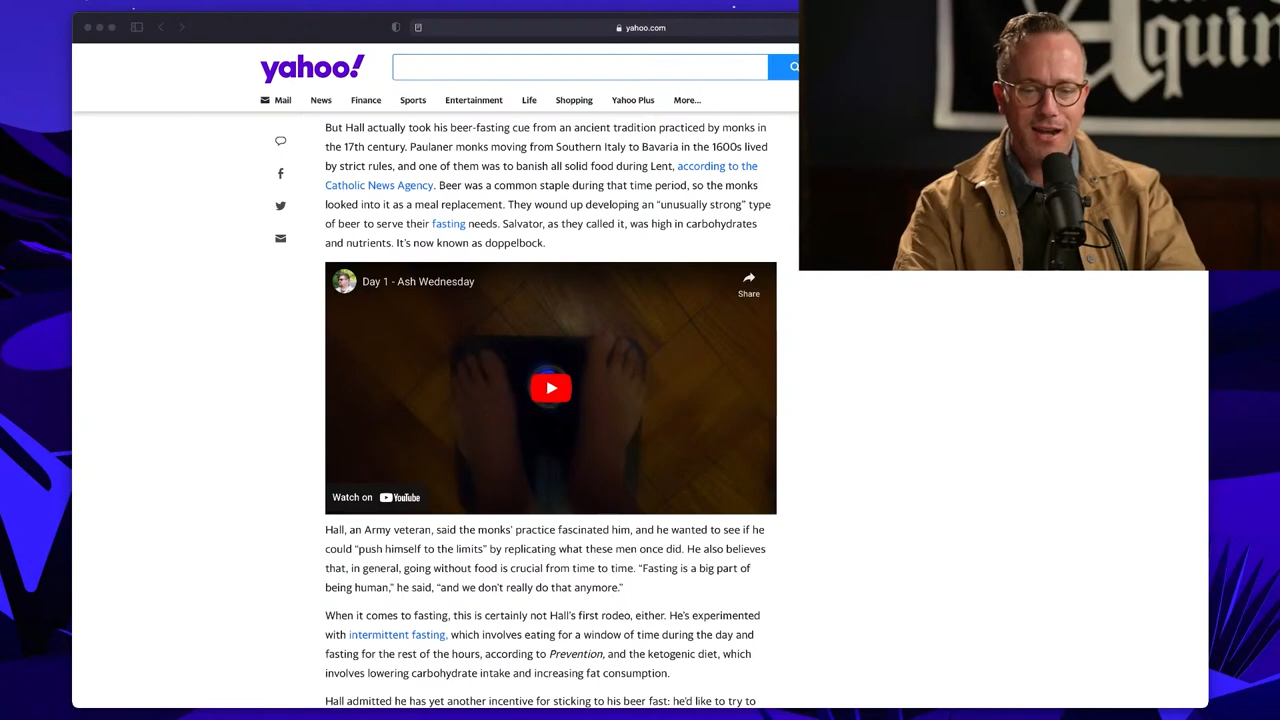 yahoo.com
yahoo!
Mail
News
Finance
Sports
Entertainment
Life
Shopping
Yahoo Plus
More...
Aquin
But Hall actually took his beer-fasting cue from an ancient tradition practiced by monks in
the 17th century. Paulaner monks moving from Southern Italy to Bavaria in the 1600s lived
by strict rules, and one of them was to banish all solid food during Lent, according to the
Catholic News Agency. Beer was a common staple during that time period, so the monks
looked into it as a meal replacement. They wound up developing an “unusually strong” type
of beer to serve their fasting needs. Salvator, as they called it, was high in carbohydrates
and nutrients. It’s now known as doppelbock.
Day 1 - Ash Wednesday
Share
Watch on YouTube
Hall, an Army veteran, said the monks’ practice fascinated him, and he wanted to see if he
could “push himself to the limits” by replicating what these men once did. He also believes
that, in general, going without food is crucial from time to time. “Fasting is a big part of
being human,” he said, “and we don’t really do that anymore.”
When it comes to fasting, this is certainly not Hall’s first rodeo, either. He’s experimented
with intermittent fasting, which involves eating for a window of time during the day and
fasting for the rest of the hours, according to Prevention, and the ketogenic diet, which
involves lowering carbohydrate intake and increasing fat consumption.
Hall admitted he has yet another incentive for sticking to his beer fast: he’d like to try to